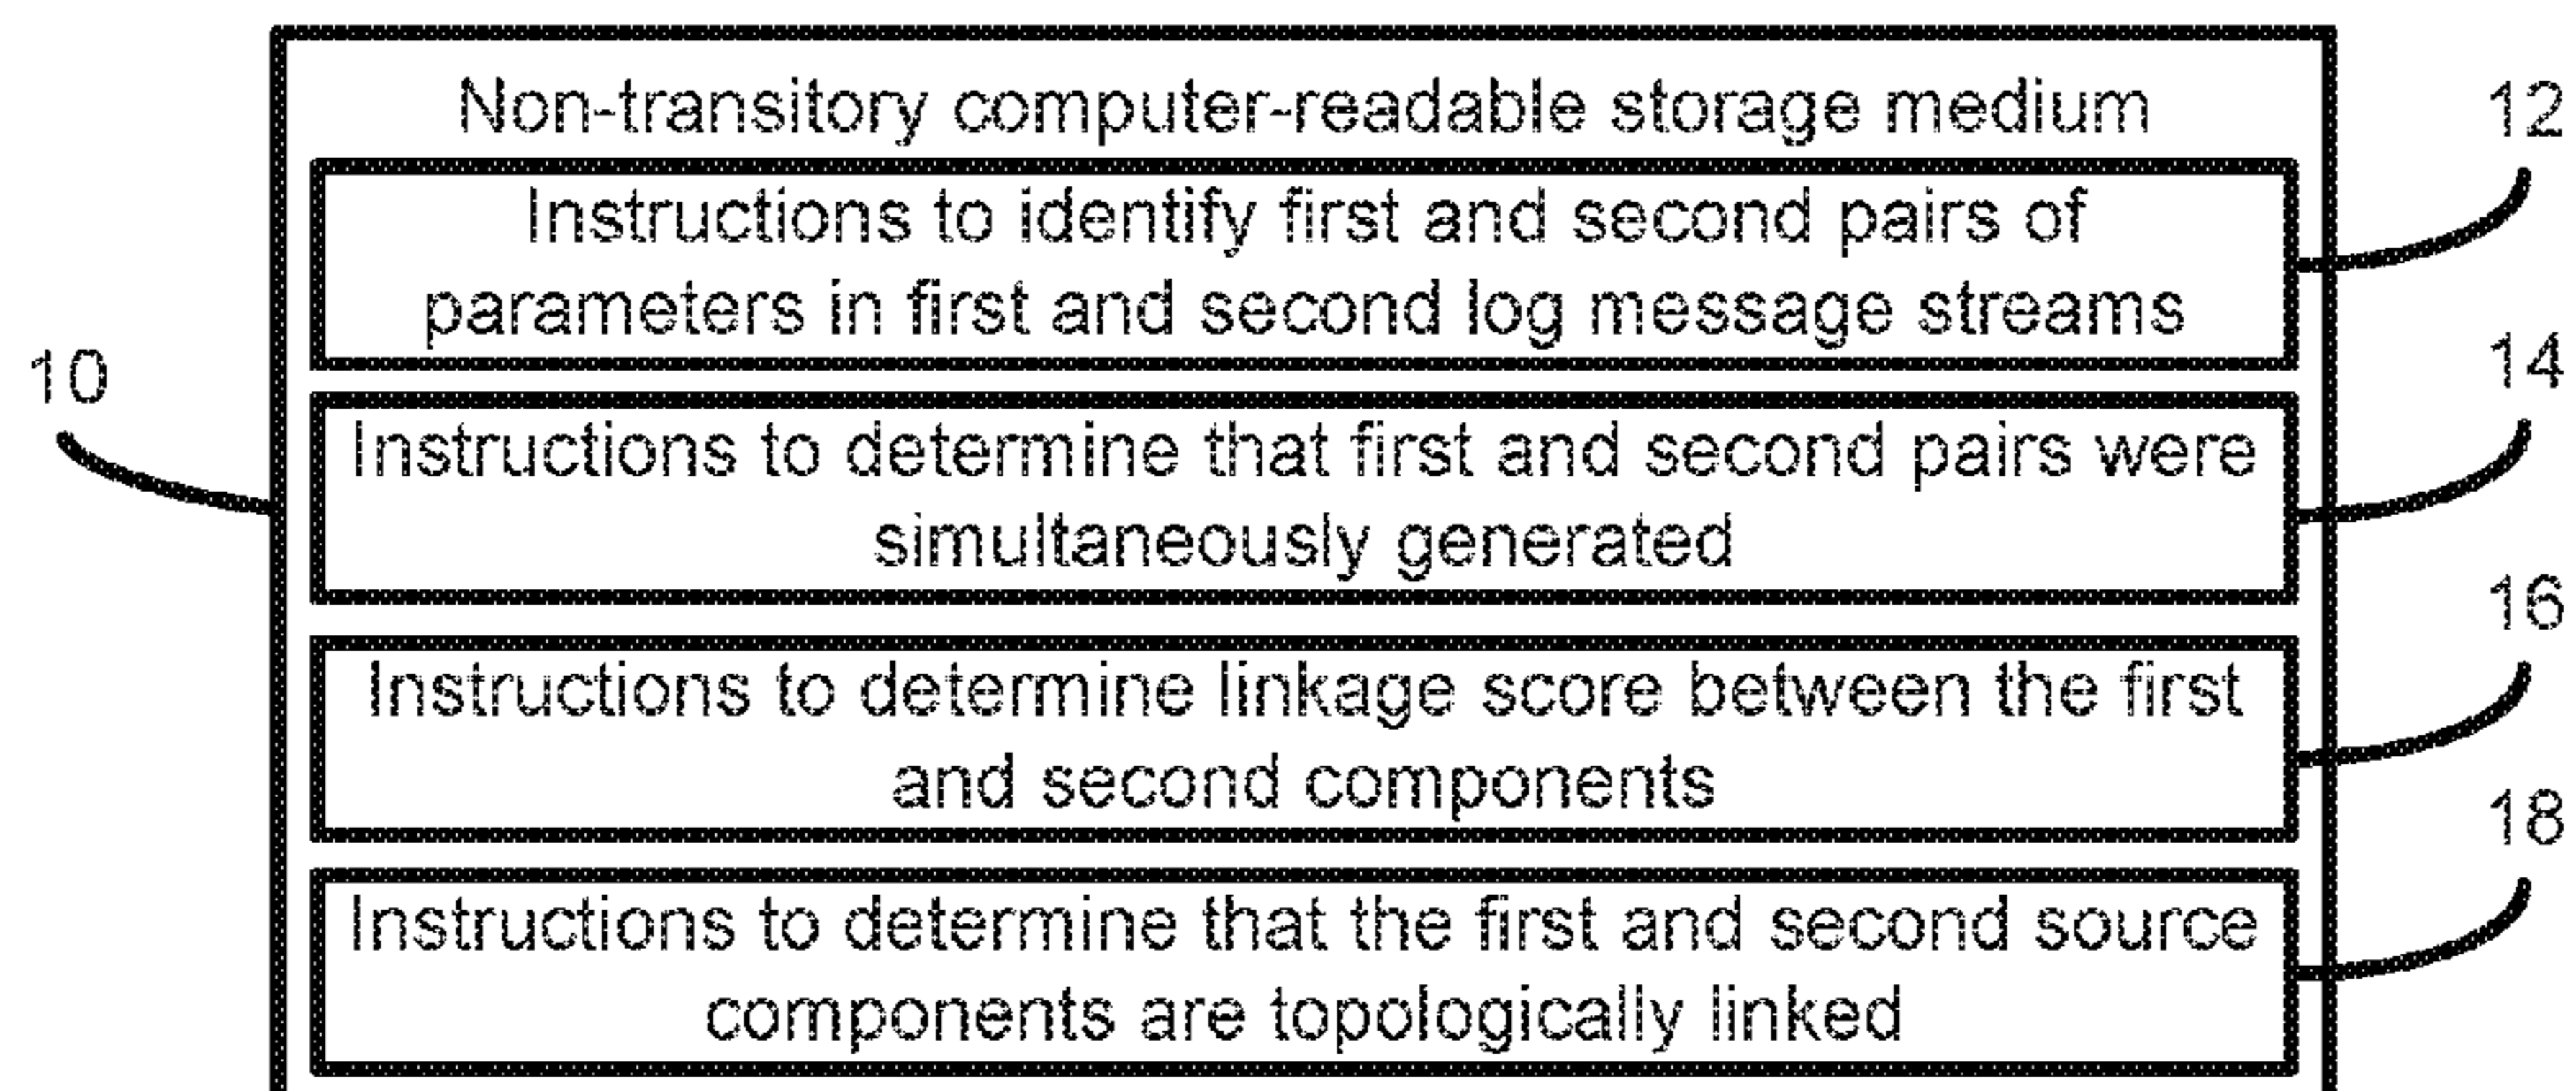 Non-transitory computer-readable storage medium
12
Instructions to identify first and second pairs of
parameters in first and second log message streams
10
14
Instructions to determine that first and second pairs were
simultaneously generated
16
Instructions to determine linkage score between the first
and second components
18
Instructions to determine that the first and second source
components are topologically linked